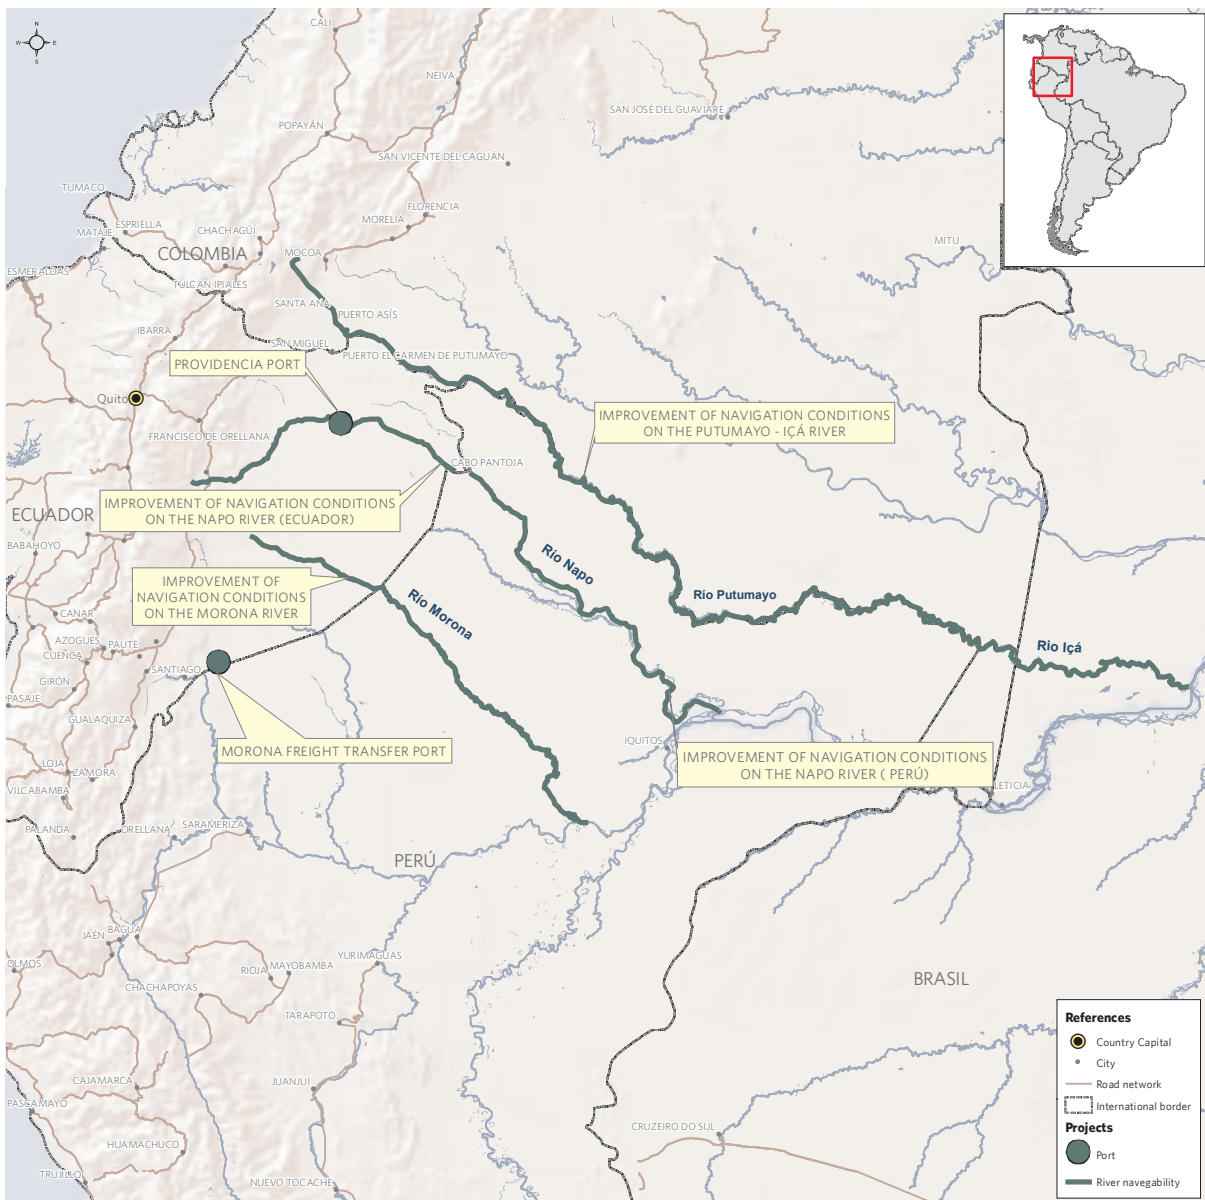 N
W
E
S
CALI
NEIVA
SAN JOSÉ DEL GUAVIARE
POPAYÁN
SAN VICENTE DEL CAGUÁN
TUMACO
FLORENCIA
ESPRIELLA
MORELIA
MATAJE
CHACHAGÜÍ
MITU
COLOMBIA
MOCOA
ESMERALDAS
TULCAN
IPIALES
SANTA ANA
PUERTO ASÍS
IBARRA
SAN MIGUEL
PUERTO EL CARMEN DE PUTUMAYO
PROVIDENCIA PORT
Quito
IMPROVEMENT OF NAVIGATION CONDITIONS
ON THE PUTUMAYO - IÇÁ RIVER
FRANCISCO DE ORELLANA
CABO PANTOJA
IMPROVEMENT OF NAVIGATION CONDITIONS
ON THE NAPO RIVER (ECUADOR)
ECUADOR
BABAHOYO
Río Napo
IMPROVEMENT OF
NAVIGATION CONDITIONS
ON THE MORONA RIVER
Río Morona
Río Putumayo
CANAR
AZOGUES
PAUTE
CUENCA
Rio Içá
SANTIAGO
GIRÓN
PASAJE
GUALAQUIZA
MORONA FREIGHT TRANSFER PORT
IQUITOS
IMPROVEMENT OF NAVIGATION CONDITIONS
ON THE NAPO RIVER ( PERÚ)
LOJA
ZAMORA
VILCABAMBA
LETICIA
PALANDA
ORELLANA
SARAMERIZA
PERÚ
BAGUA
JAÉN
OLMOS
YURIMAGUAS
RIOJA
MAYOBAMBA
CHACHAPOYAS
TARAPOTO
BRASIL
CAJAMARCA
JUANJUÍ
PASCAMAYO
CRUZEIRO DO SUL
HUAMACHUCO
TRUJILLO
NUEVO TOCACHE
References
Country Capital
City
Road network
International border
Projects
Port
River navegability